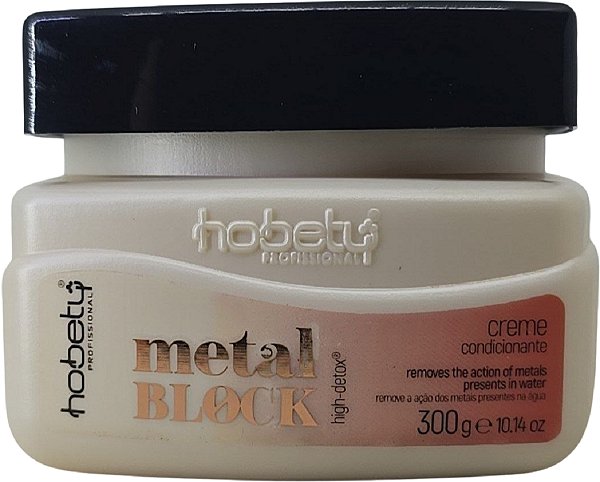 hobety
PROFISSIONAL
hobety®
PROFISSIONAL
metal
BLOCK
high-detox®
creme
condicionante
removes the action of metals
presents in water
remove a ação dos metais presentes na água
300g e 10.14 oz